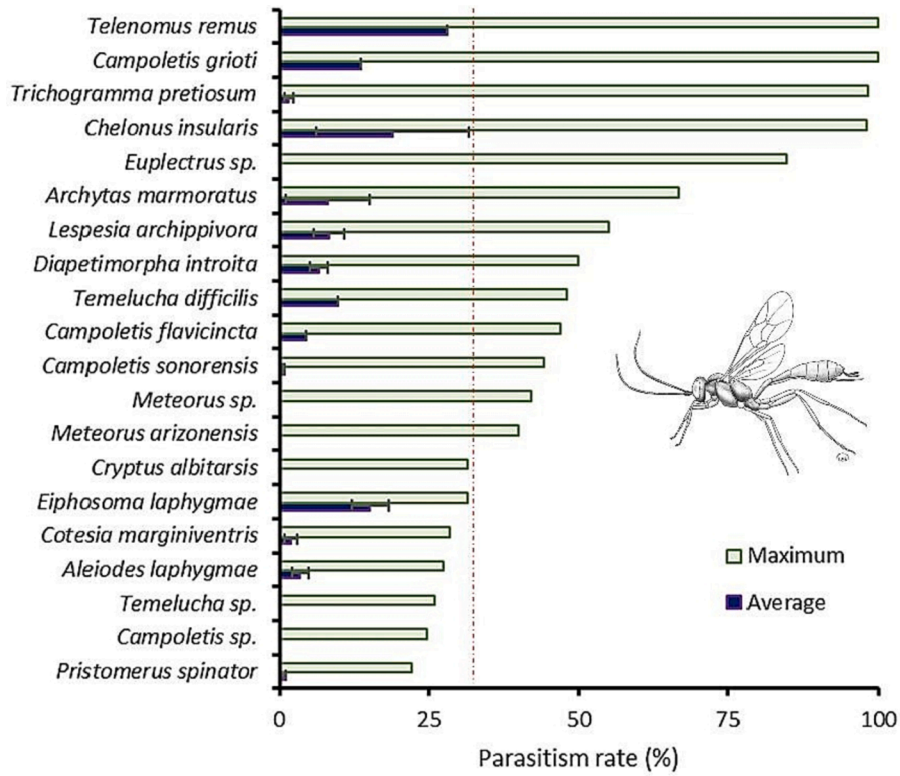 Telenomus remus
Campoletis grioti
Trichogramma pretiosum
Chelonus insularis
Euplectrus sp.
Archytas marmoratus
Lespesia archippivora
Diapetimorpha introita
Temelucha difficilis
Campoletis flavicincta
Campoletis sonorensis
Meteorus sp.
Meteorus arizonensis
Cryptus albitarsis
Eiphosoma laphygmae
Cotesia marginiventris
Aleiodes laphygmae
Temelucha sp.
Campoletis sp.
Pristomerus spinator
Maximum
Average
0 25 50 75 100
Parasitism rate (%)